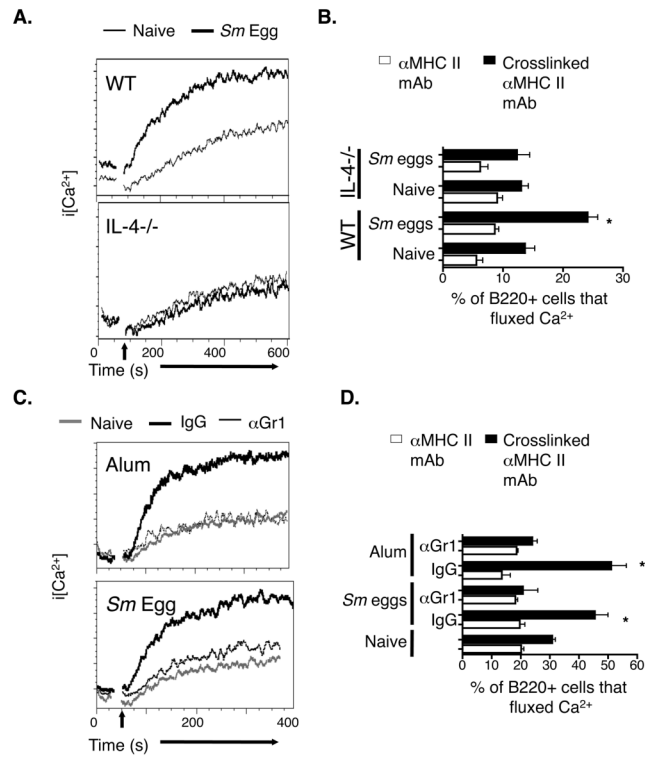 A.
Naive Sm Egg
WT
IL-4-/-
i[Ca2+]
0 200 400 600
Time (s)
B.
αMHC II mAb
Crosslinked αMHC II mAb
IL-4-/-
Sm eggs
Naive
WT
Sm eggs
Naive
*
0 10 20 30
% of B220+ cells that
fluxed Ca2+
C.
Naive IgG αGr1
Alum
Sm Egg
i[Ca2+]
0 200 400
Time (s)
D.
αMHC II mAb
Crosslinked αMHC II mAb
Alum
αGr1
IgG
*
Sm eggs
αGr1
IgG
*
Naive
0 10 20 30 40 50 60
% of B220+ cells that
fluxed Ca2+